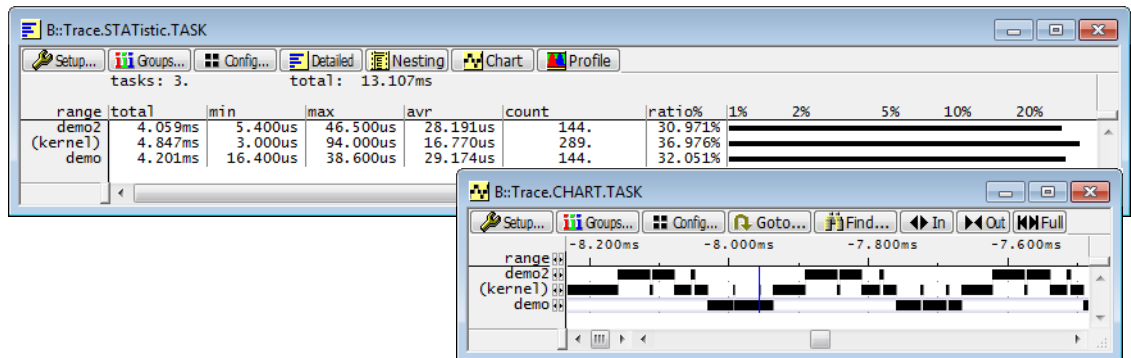 B::Trace.STATistic.TASK
Setup... Groups... Config... Detailed Nesting Chart Profile
tasks: 3. total: 13.107ms
range total min max avr count ratio% 1% 2% 5% 10% 20%
demo2 4.059ms 5.400us 46.500us 28.191us 144. 30.971%
(kernel) 4.847ms 3.000us 94.000us 16.770us 289. 36.976%
demo 4.201ms 16.400us 38.600us 29.174us 144. 32.051%
B::Trace.CHART.TASK
Setup... Groups... Config... Goto... Find... In Out Full
-8.200ms -8.000ms -7.800ms -7.600ms
range
demo2
(kernel)
demo